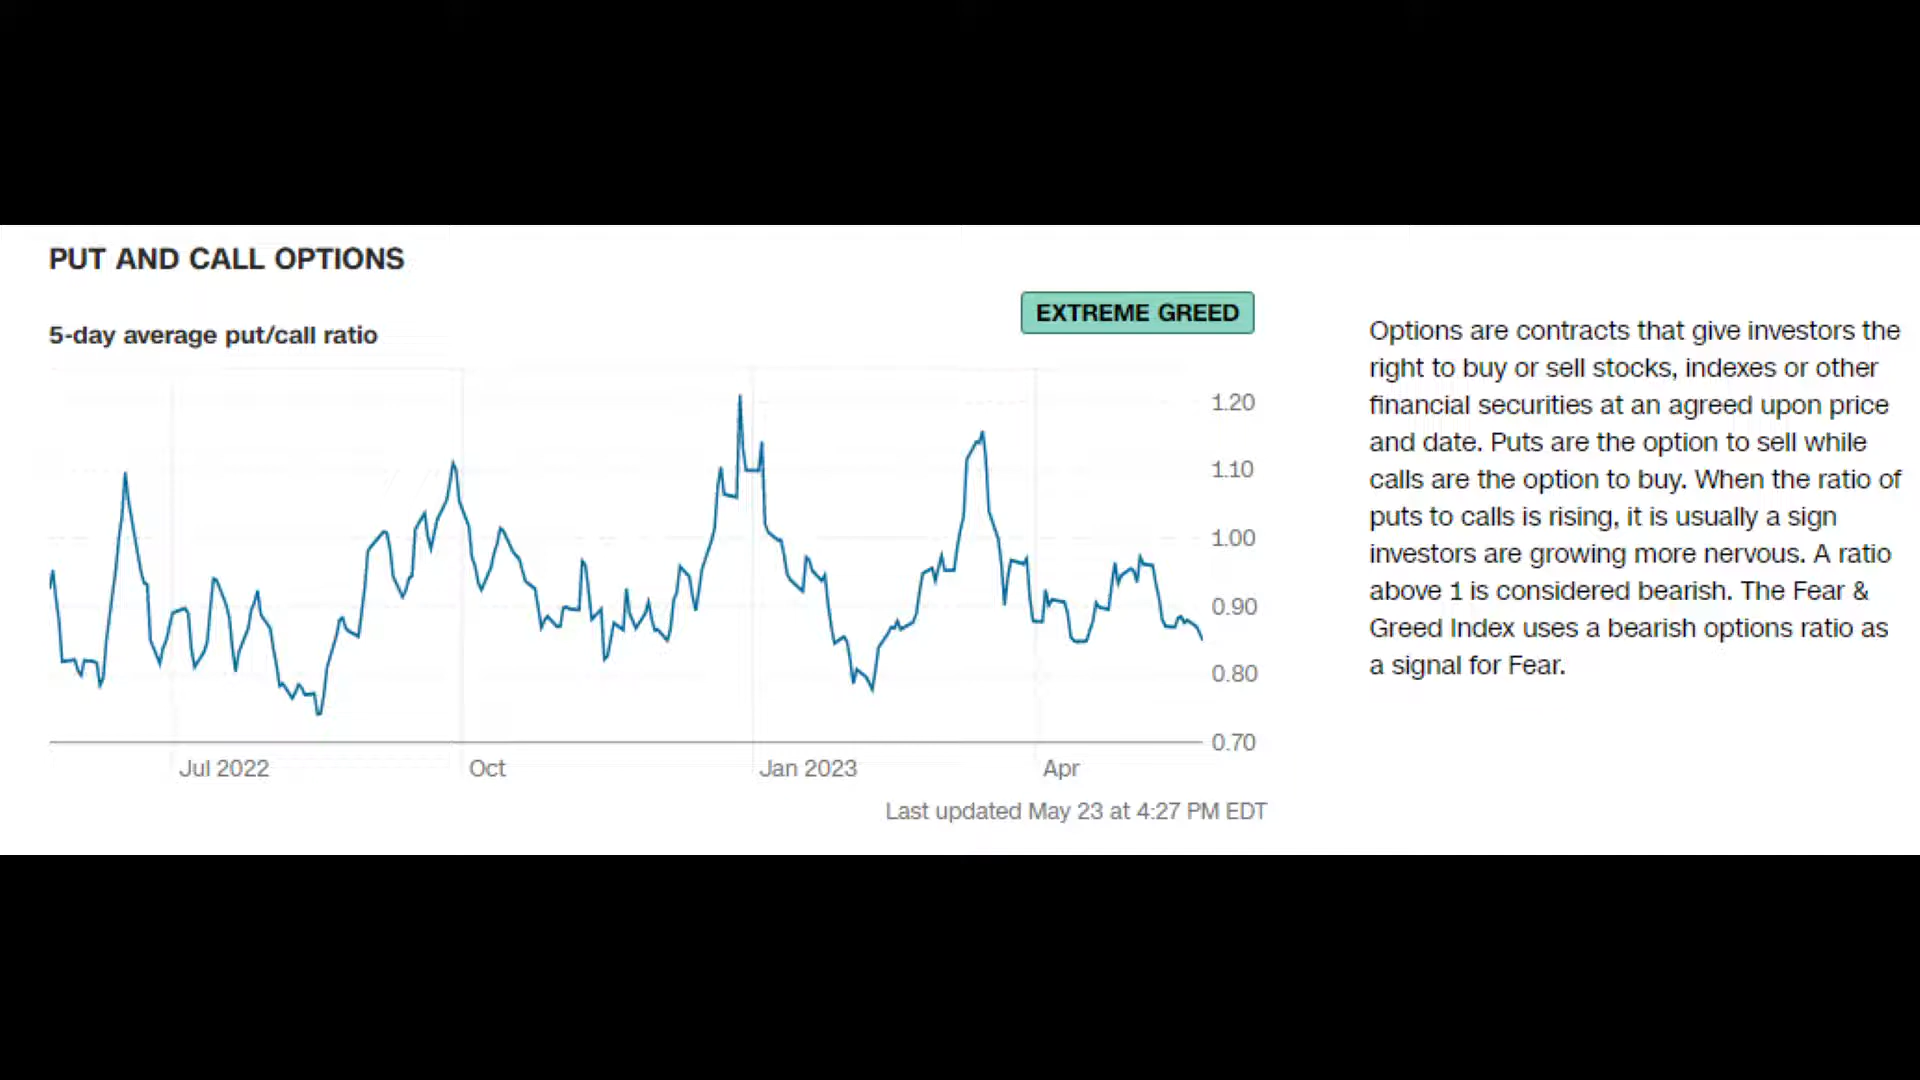 PUT AND CALL OPTIONS
EXTREME GREED
5-day average put/call ratio
1.20
1.10
1.00
0.90
0.80
0.70
Jul 2022
Oct
Jan 2023
Apr
Last updated May 23 at 4:27 PM EDT
Options are contracts that give investors the
right to buy or sell stocks, indexes or other
financial securities at an agreed upon price
and date. Puts are the option to sell while
calls are the option to buy. When the ratio of
puts to calls is rising, it is usually a sign
investors are growing more nervous. A ratio
above 1 is considered bearish. The Fear &
Greed Index uses a bearish options ratio as
a signal for Fear.